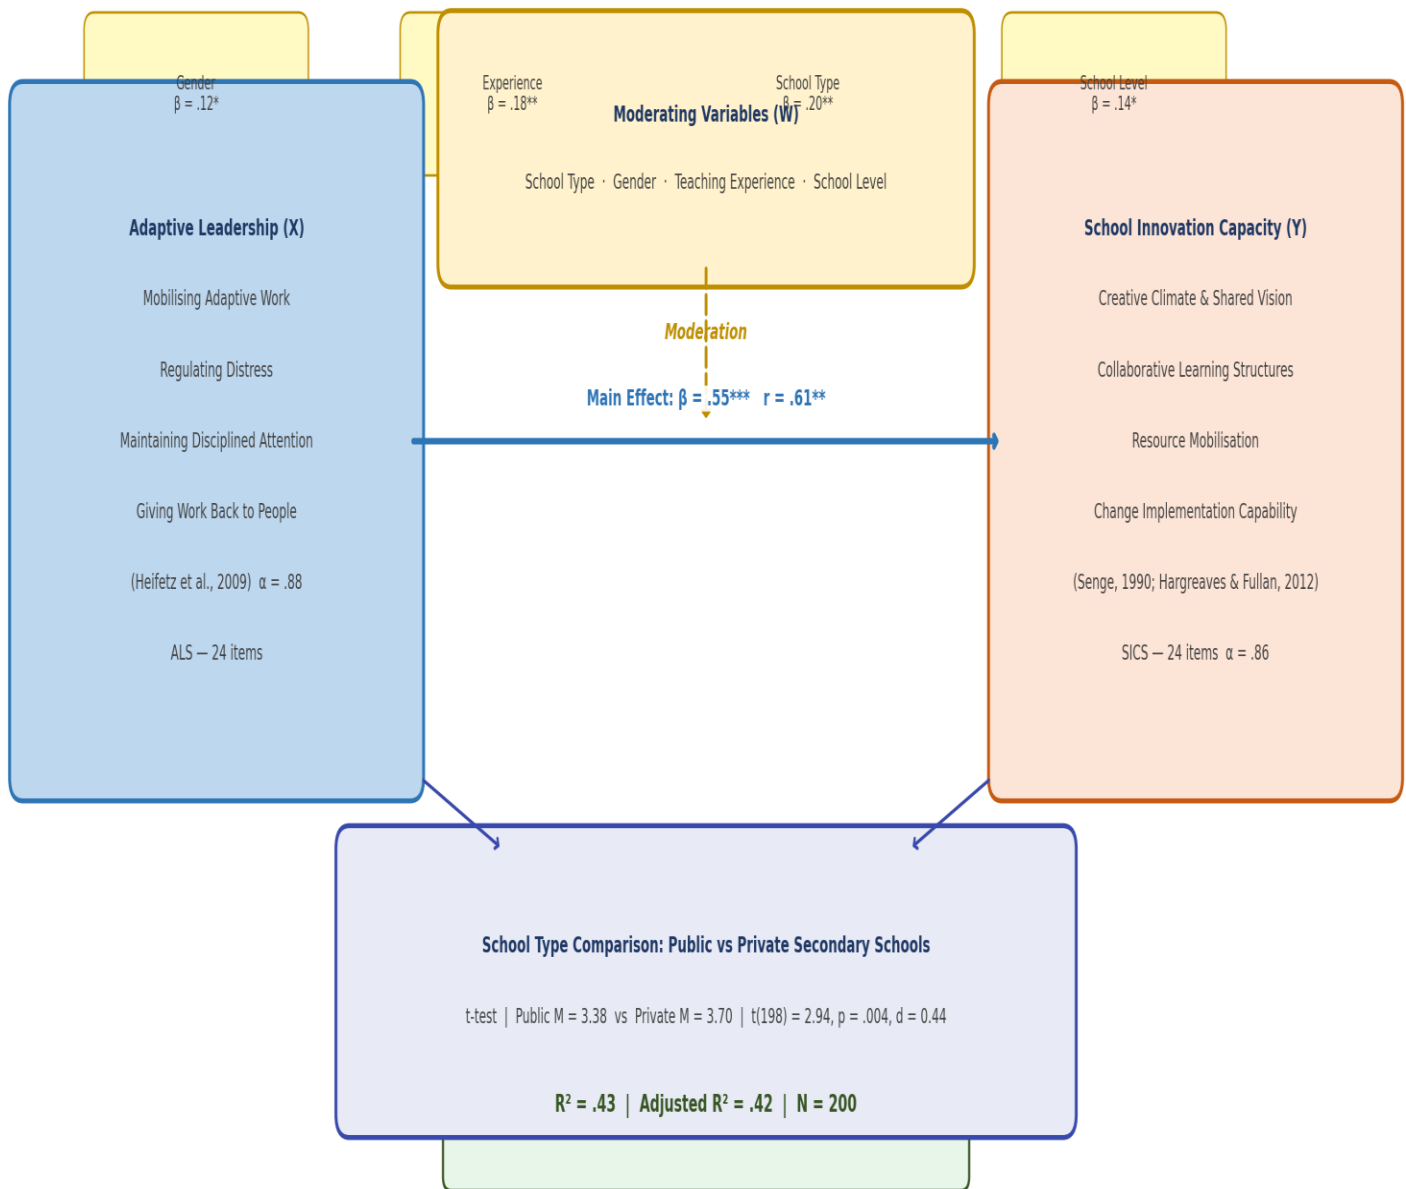 Gender
β = .12*
Experience
β = .18**
School Type
β = .20**
School Level
β = .14*
Moderating Variables (W)
School Type · Gender · Teaching Experience · School Level
Adaptive Leadership (X)
Mobilising Adaptive Work
Regulating Distress
Maintaining Disciplined Attention
Giving Work Back to People
(Heifetz et al., 2009) α = .88
ALS — 24 items
Moderation
Main Effect: β = .55*** r = .61**
School Innovation Capacity (Y)
Creative Climate & Shared Vision
Collaborative Learning Structures
Resource Mobilisation
Change Implementation Capability
(Senge, 1990; Hargreaves & Fullan, 2012)
SICS — 24 items α = .86
School Type Comparison: Public vs Private Secondary Schools
t-test | Public M = 3.38 vs Private M = 3.70 | t(198) = 2.94, p = .004, d = 0.44
R² = .43 | Adjusted R² = .42 | N = 200